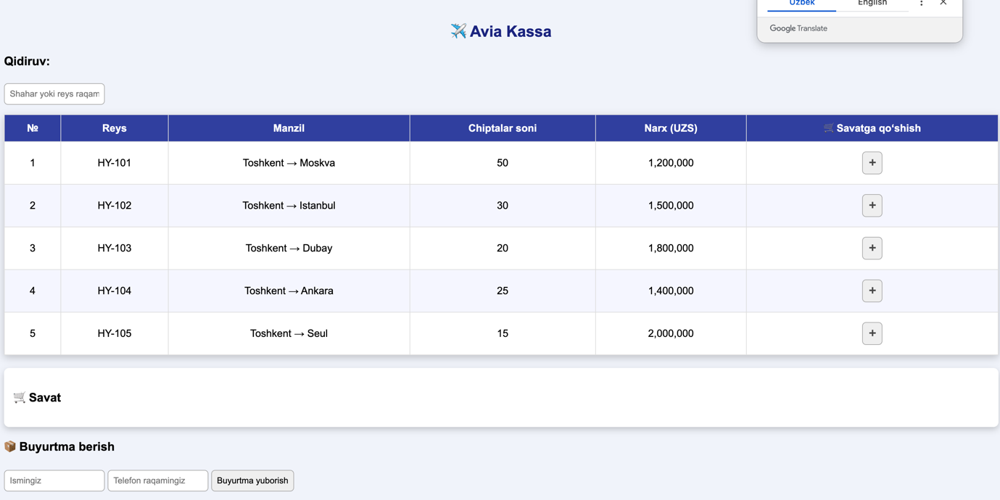 Uzbek English
Google Translate
✈️ Avia Kassa
Qidiruv:
Shahar yoki reys raqam
№ Reys Manzil Chiptalar soni Narx (UZS) 🛒 Savatga qo‘shish
1 HY-101 Toshkent → Moskva 50 1,200,000 +
2 HY-102 Toshkent → Istanbul 30 1,500,000 +
3 HY-103 Toshkent → Dubay 20 1,800,000 +
4 HY-104 Toshkent → Ankara 25 1,400,000 +
5 HY-105 Toshkent → Seul 15 2,000,000 +
🛒 Savat
📦 Buyurtma berish
Ismingiz Telefon raqamingiz Buyurtma yuborish